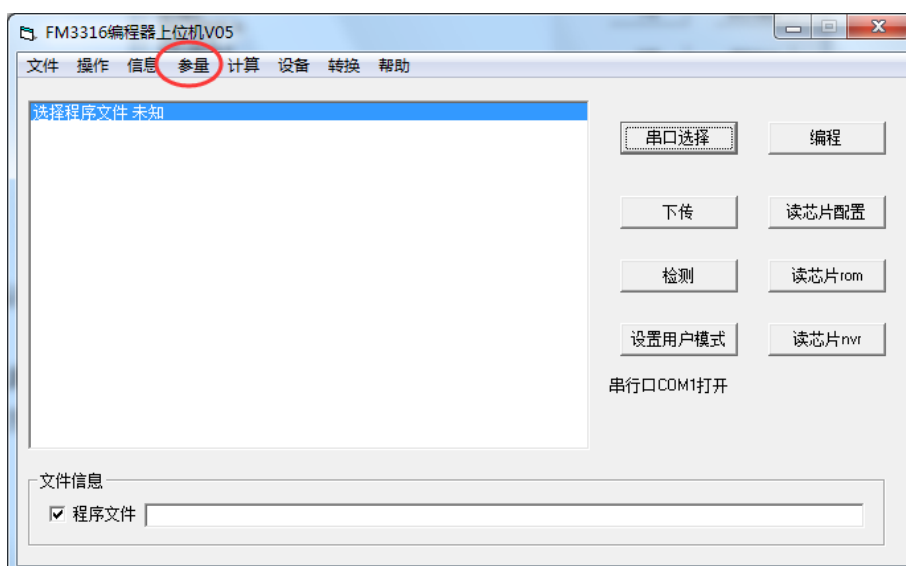 FM3316编程器上位机V05
文件 操作 信息 参量 计算 设备 转换 帮助
选择程序文件 未知
串口选择 编程
下传 读芯片配置
检测 读芯片rom
设置用户模式 读芯片nvr
串行口COM1打开
文件信息
程序文件